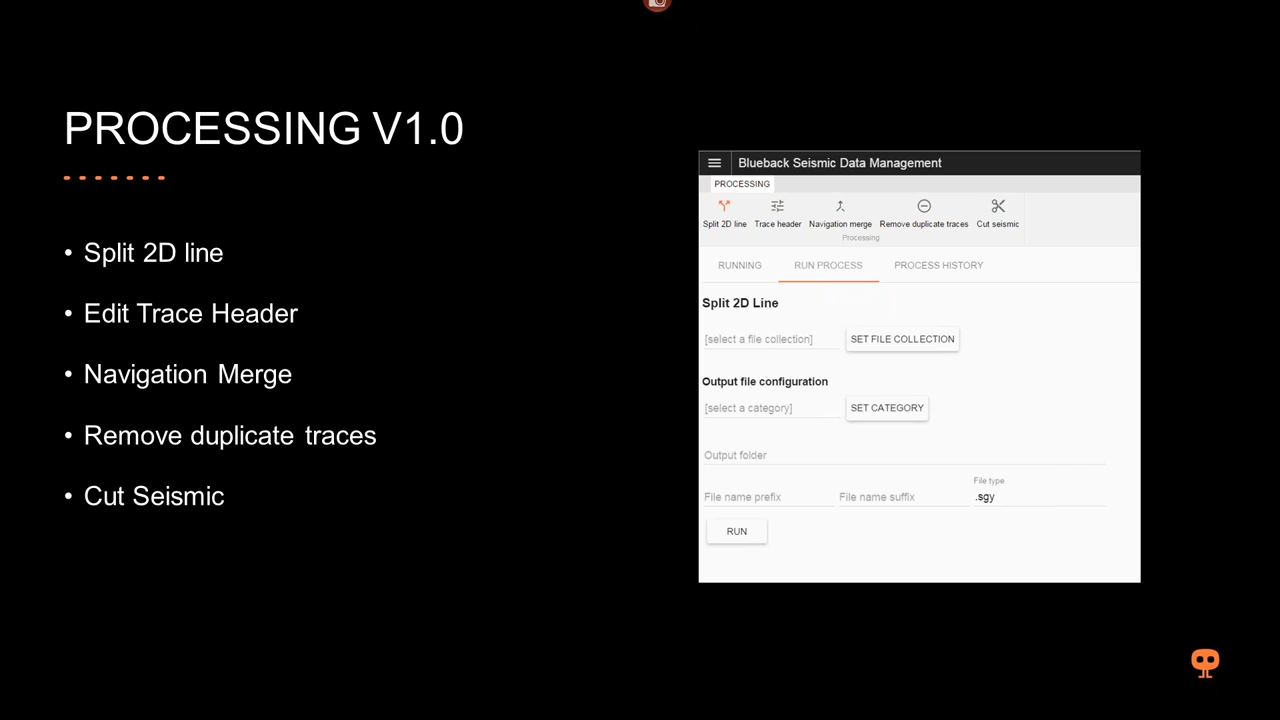 PROCESSING V1.0
• Split 2D line
• Edit Trace Header
• Navigation Merge
• Remove duplicate traces
• Cut Seismic
Blueback Seismic Data Management
PROCESSING
Split 2D line Trace header Navigation merge Remove duplicate traces Cut seismic
Processing
RUNNING RUN PROCESS PROCESS HISTORY
Split 2D Line
[select a file collection] SET FILE COLLECTION
Output file configuration
[select a category] SET CATEGORY
Output folder
File type
File name prefix File name suffix .sgy
RUN